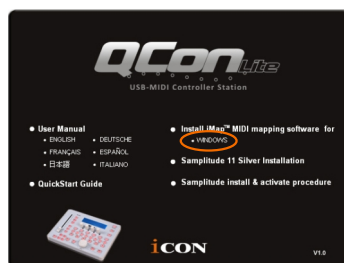 QCon Lite
USB-MIDI Controller Station
User Manual
ENGLISH
DEUTSCHE
FRANÇAIS
ESPAÑOL
日本語
ITALIANO
QuickStart Guide
Install iMap™ MIDI mapping software for
WINDOWS
Samplitude 11 Silver Installation
Samplitude install & activate procedure
iCON
V1.0